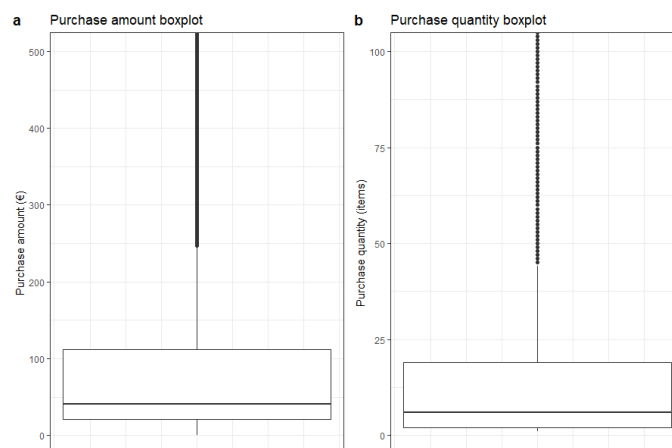 a Purchase amount boxplot
500
400
300
200
100
0
Purchase amount (€)
b Purchase quantity boxplot
100
75
50
25
0
Purchase quantity (items)